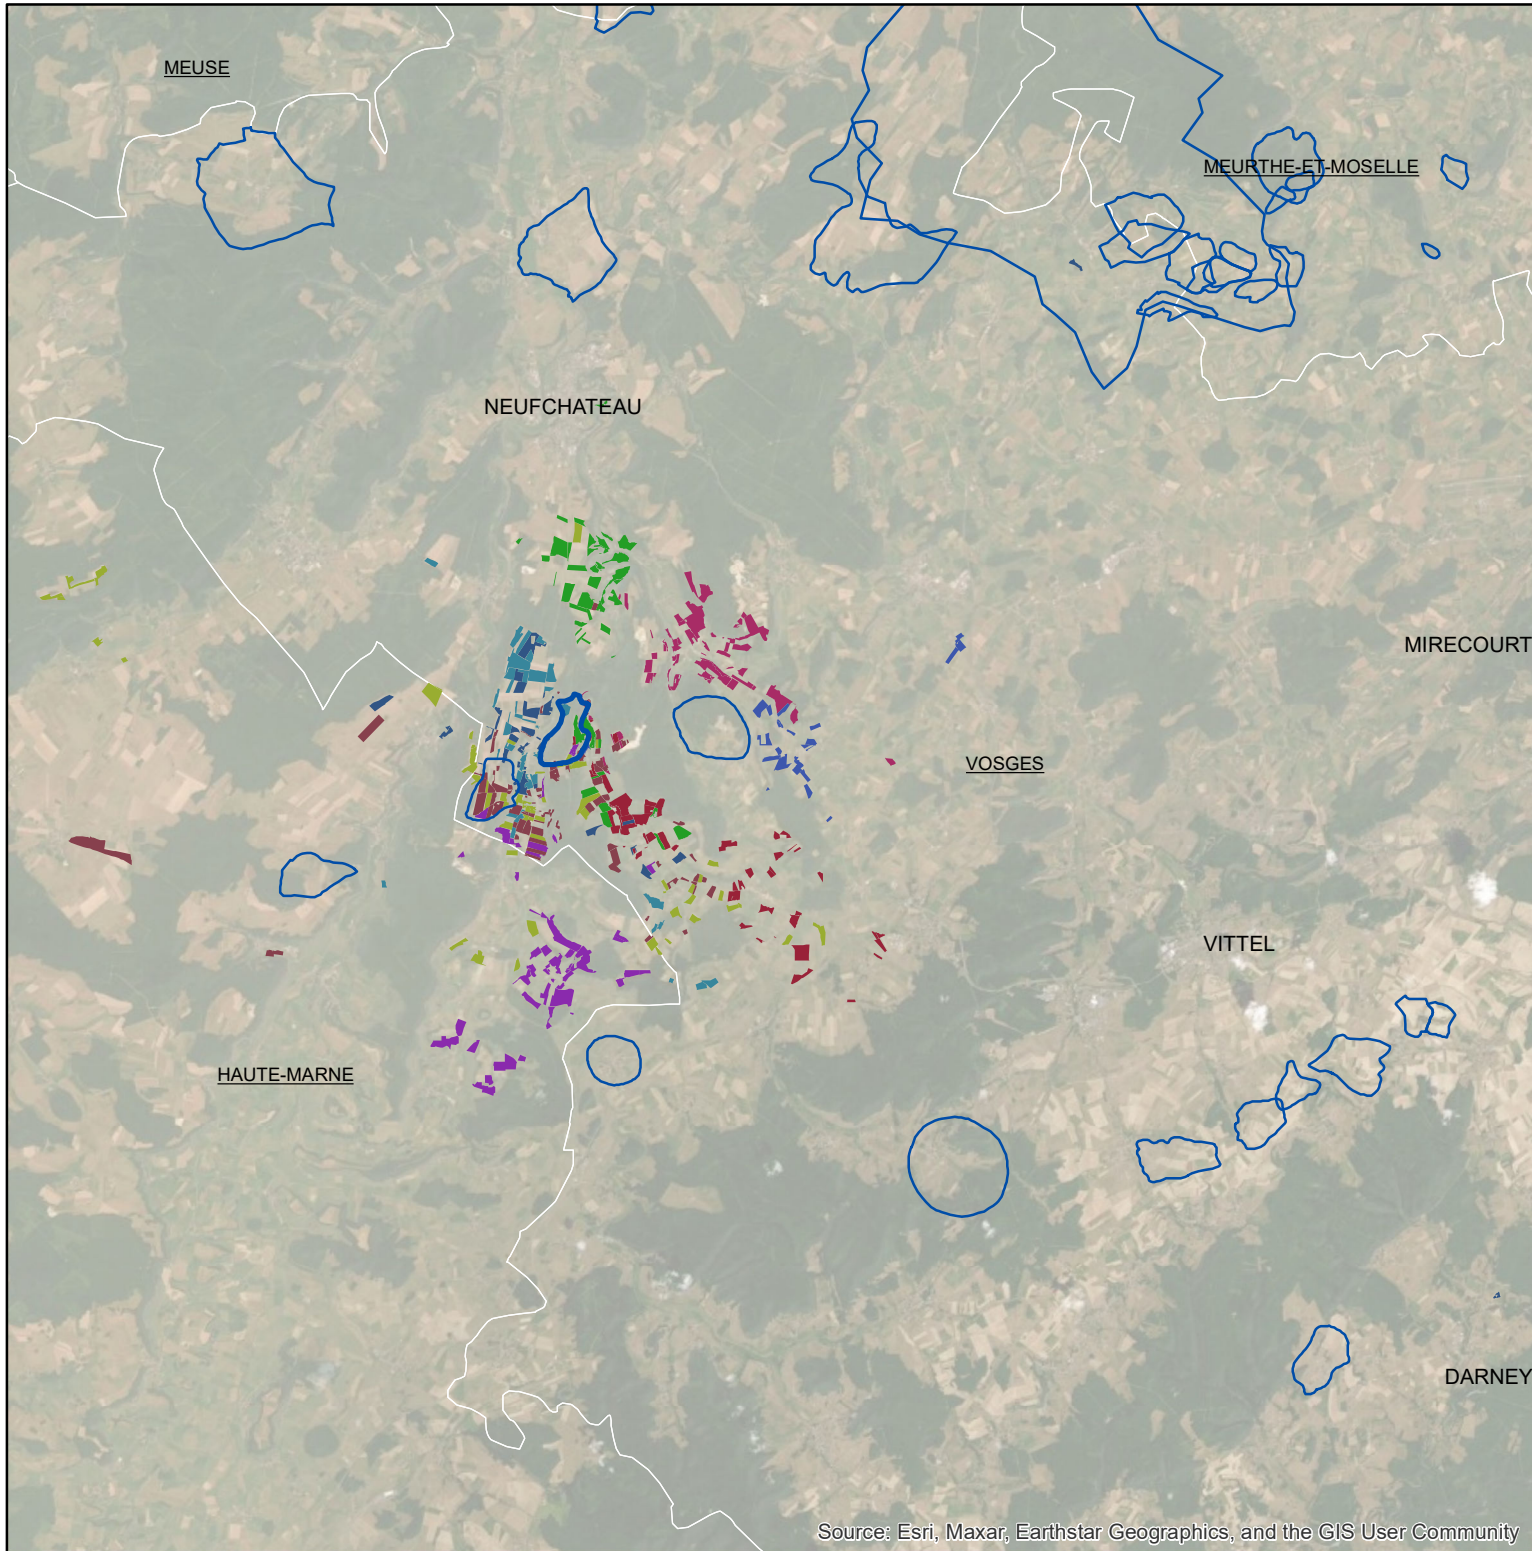 MEUSE
MEURTHE-ET-MOSELLE
NEUFCHATEAU
MIRECOURT
VOSGES
VITTEL
HAUTE-MARNE
DARNEY
Source: Esri, Maxar, Earthstar Geographics, and the GIS User Community